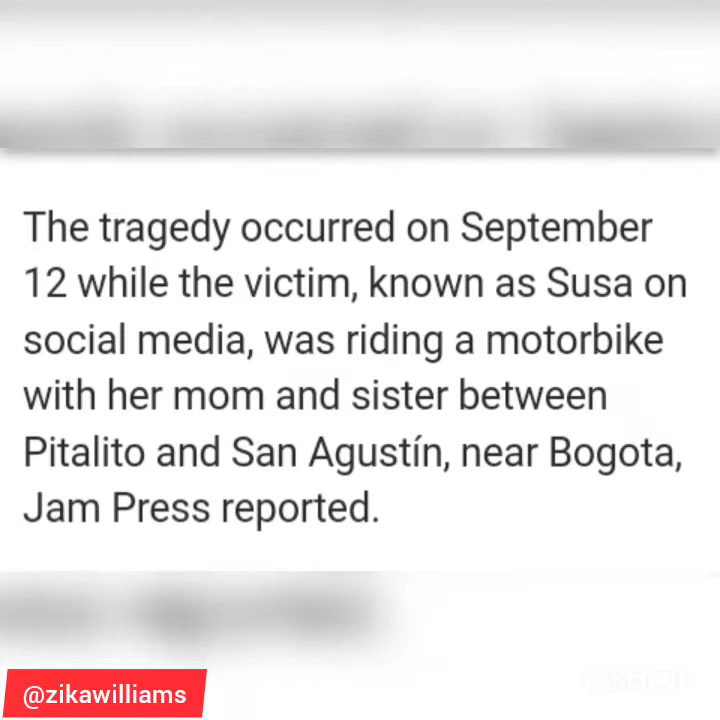 The tragedy occurred on September
12 while the victim, known as Susa on
social media, was riding a motorbike
with her mom and sister between
Pitalito and San Agustín, near Bogota,
Jam Press reported.
@zikawilliams